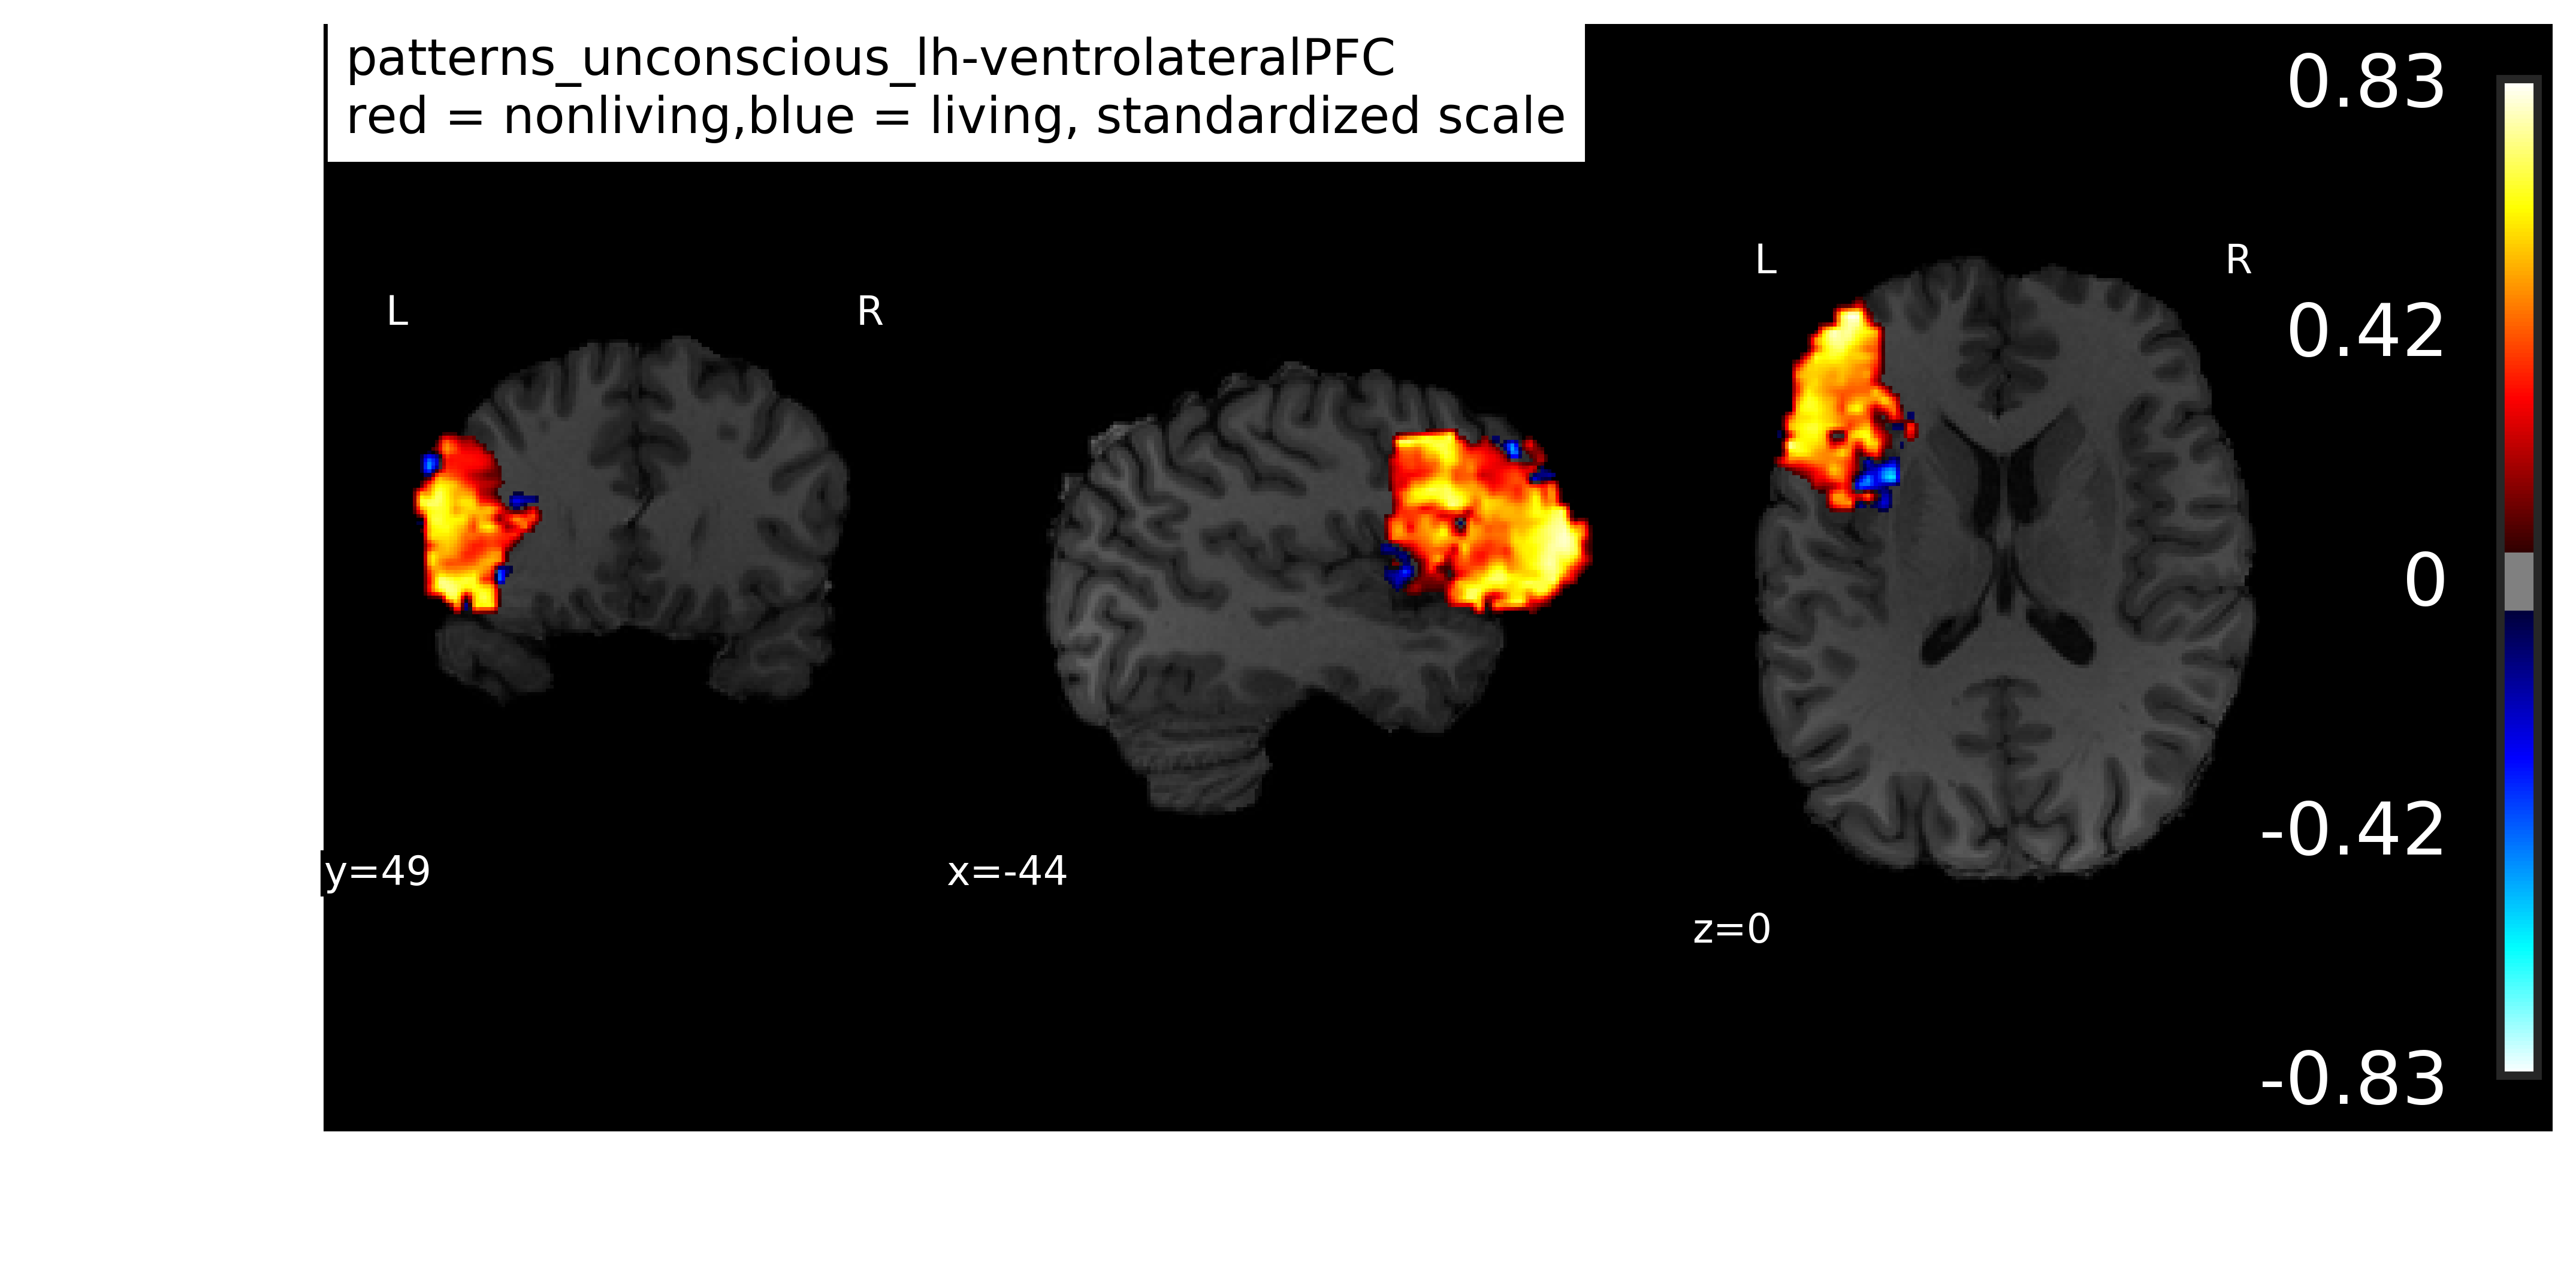 patterns_unconscious_lh-ventrolateralPFC
red = nonliving,blue = living, standardized scale
L
R
L
R
y=49
x=-44
z=0
0.83
0.42
0
-0.42
-0.83